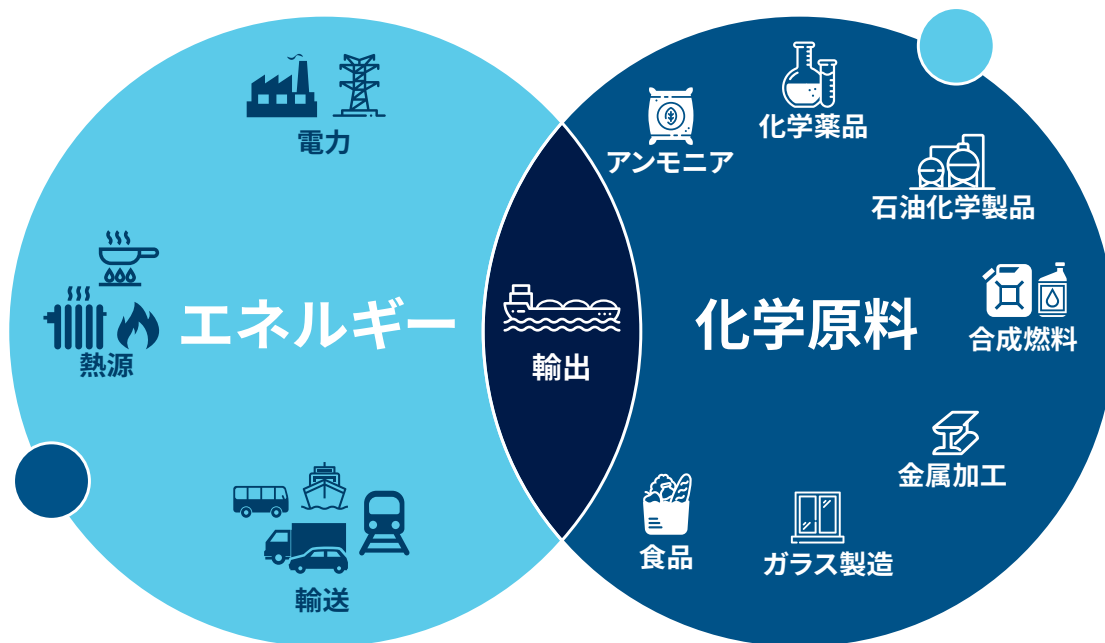 電力
熱源
エネルギー
輸送
輸出
アンモニア
化学薬品
石油化学製品
化学原料
合成燃料
金属加工
ガラス製造
食品